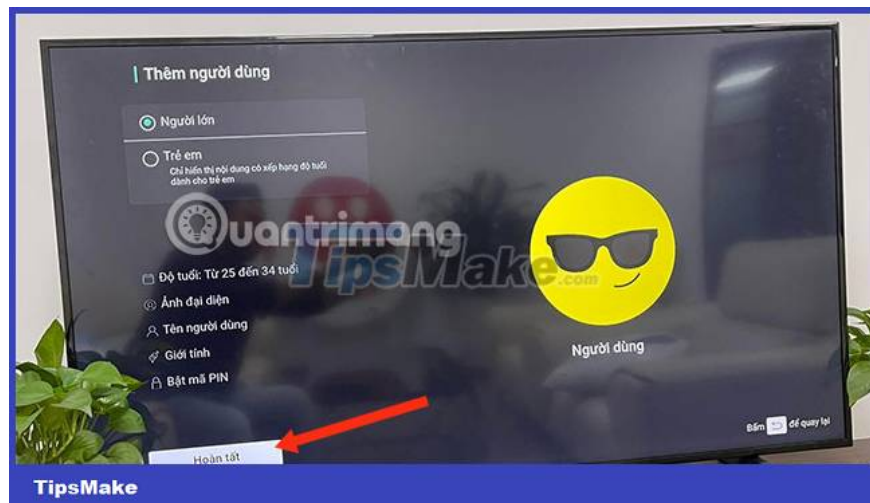 Thêm người dùng
Người lớn
Trẻ em
Chỉ hiển thị nội dung có xếp hạng độ tuổi
dành cho trẻ em
Quantrimang
TipsMake.com
Độ tuổi: Từ 25 đến 34 tuổi
Ảnh đại diện
Tên người dùng
Giới tính
Bật mã PIN
Người dùng
Hoàn tất
Bấm để quay lại
TipsMake